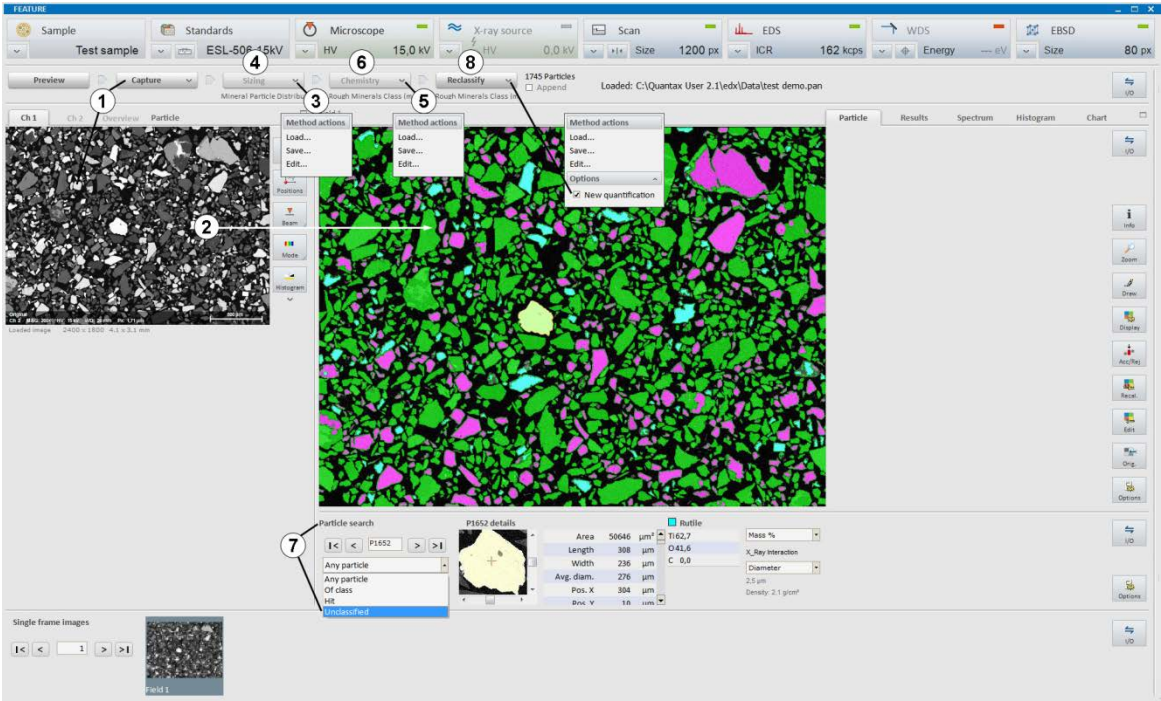 FEATURE
Sample Standards Microscope X-ray source Scan EDS WDS EBSD
Test sample ESL-506-15kV HV 15,0 kV HV 0,0 kV Size 1200 px ICR 162 kcps Energy --- eV Size 80 px
4 6 8
Preview Capture Sizing Chemistry Reclassify 1745 Particles
Append Loaded: C:\Quantax User 2.1\edx\Data\test demo.pan
I/O
1 3 5
Mineral Particle Distribu Rough Minerals Class (m Rough Minerals Class (m
Ch 1 Ch 2 Overview Particle
Particle Results Spectrum Histogram Chart
Method actions
Load...
Save...
Edit...
Method actions
Load...
Save...
Edit...
Method actions
Load...
Save...
Edit...
Options
New quantification
Positions
Beam
Mode
Histogram
2
Loaded image 2400 x 1800 4.1 x 3.1 mm
I/O
Info
Zoom
Draw
Display
Acc/Rej
Recal.
Edit
Orig.
Options
7
Particle search
|< < P1652 > >|
Any particle
Any particle
Of class
Hit
Unclassified
P1652 details
Area 50646 µm²
Length 308 µm
Width 236 µm
Avg. diam. 276 µm
Pos. X 304 µm
Pos. Y 10 µm
Rutile
Ti 62,7
O 41,6
C 0,0
Mass %
X_Ray Interaction
Diameter
2,5 µm
Density: 2.1 g/cm³
I/O
Options
Single frame images
|< < 1 > >|
Field 1
I/O